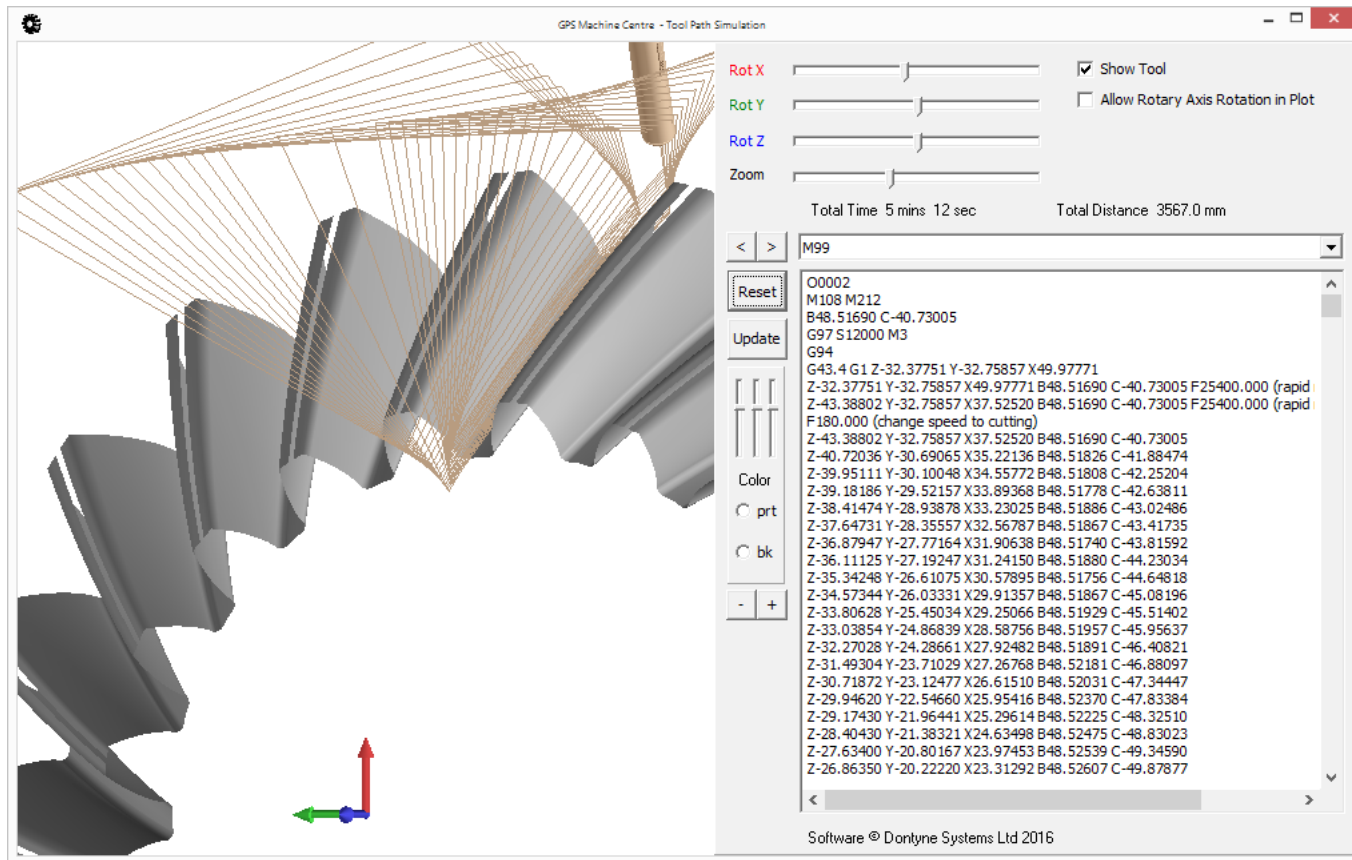 GPS Machine Centre - Tool Path Simulation
Rot X
Show Tool
Rot Y
Allow Rotary Axis Rotation in Plot
Rot Z
Zoom
Total Time 5 mins 12 sec
Total Distance 3567.0 mm
< > M99
Reset
Update
Color
prt
bk
- +
O0002
M108 M212
B48.51690 C-40.73005
G97 S12000 M3
G94
G43.4 G1 Z-32.37751 Y-32.75857 X49.97771
Z-32.37751 Y-32.75857 X49.97771 B48.51690 C-40.73005 F25400.000 (rapid
Z-43.38802 Y-32.75857 X37.52520 B48.51690 C-40.73005 F25400.000 (rapid
F180.000 (change speed to cutting)
Z-43.38802 Y-32.75857 X37.52520 B48.51690 C-40.73005
Z-40.72036 Y-30.69065 X35.22136 B48.51826 C-41.88474
Z-39.95111 Y-30.10048 X34.55772 B48.51808 C-42.25204
Z-39.18186 Y-29.52157 X33.89368 B48.51778 C-42.63811
Z-38.41474 Y-28.93878 X33.23025 B48.51886 C-43.02486
Z-37.64731 Y-28.35557 X32.56787 B48.51867 C-43.41735
Z-36.87947 Y-27.77164 X31.90638 B48.51740 C-43.81592
Z-36.11125 Y-27.19247 X31.24150 B48.51880 C-44.23034
Z-35.34248 Y-26.61075 X30.57895 B48.51756 C-44.64818
Z-34.57344 Y-26.03331 X29.91357 B48.51867 C-45.08196
Z-33.80628 Y-25.45034 X29.25066 B48.51929 C-45.51402
Z-33.03854 Y-24.86839 X28.58756 B48.51957 C-45.95637
Z-32.27028 Y-24.28661 X27.92482 B48.51891 C-46.40821
Z-31.49304 Y-23.71029 X27.26768 B48.52181 C-46.88097
Z-30.71872 Y-23.12477 X26.61510 B48.52031 C-47.34447
Z-29.94620 Y-22.54660 X25.95416 B48.52370 C-47.83384
Z-29.17430 Y-21.96441 X25.29614 B48.52225 C-48.32510
Z-28.40430 Y-21.38321 X24.63498 B48.52475 C-48.83023
Z-27.63400 Y-20.80167 X23.97453 B48.52539 C-49.34590
Z-26.86350 Y-20.22220 X23.31292 B48.52607 C-49.87877
Software © Dontyne Systems Ltd 2016